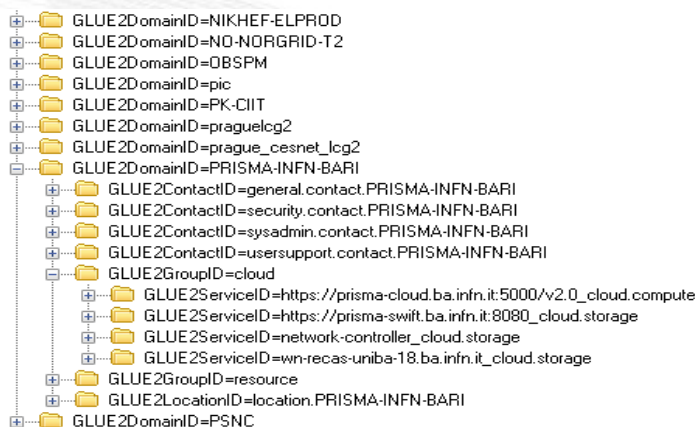 GLUE2DomainID=NIKHEF-ELPROD
GLUE2DomainID=NO-NORGRID-T2
GLUE2DomainID=OBSPM
GLUE2DomainID=pic
GLUE2DomainID=PK-CIIT
GLUE2DomainID=praguelcg2
GLUE2DomainID=prague_cesnet_lcg2
GLUE2DomainID=PRISMA-INFN-BARI
GLUE2ContactID=general.contact.PRISMA-INFN-BARI
GLUE2ContactID=security.contact.PRISMA-INFN-BARI
GLUE2ContactID=sysadmin.contact.PRISMA-INFN-BARI
GLUE2ContactID=usersupport.contact.PRISMA-INFN-BARI
GLUE2GroupID=cloud
GLUE2ServiceID=https://prisma-cloud.ba.infn.it:5000/v2.0_cloud.compute
GLUE2ServiceID=https://prisma-swift.ba.infn.it:8080_cloud.storage
GLUE2ServiceID=network-controller_cloud.storage
GLUE2ServiceID=wn-recas-uniba-18.ba.infn.it_cloud.storage
GLUE2GroupID=resource
GLUE2LocationID=location.PRISMA-INFN-BARI
GLUE2DomainID=PSNC